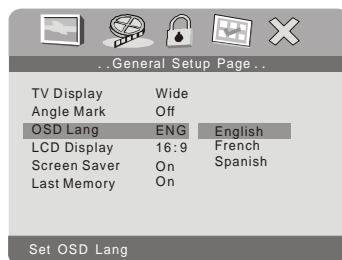 . . General Setup Page . .
TV Display Wide
Angle Mark Off
OSD Lang ENG English
LCD Display 16:9 French
Screen Saver On Spanish
Last Memory On
Set OSD Lang